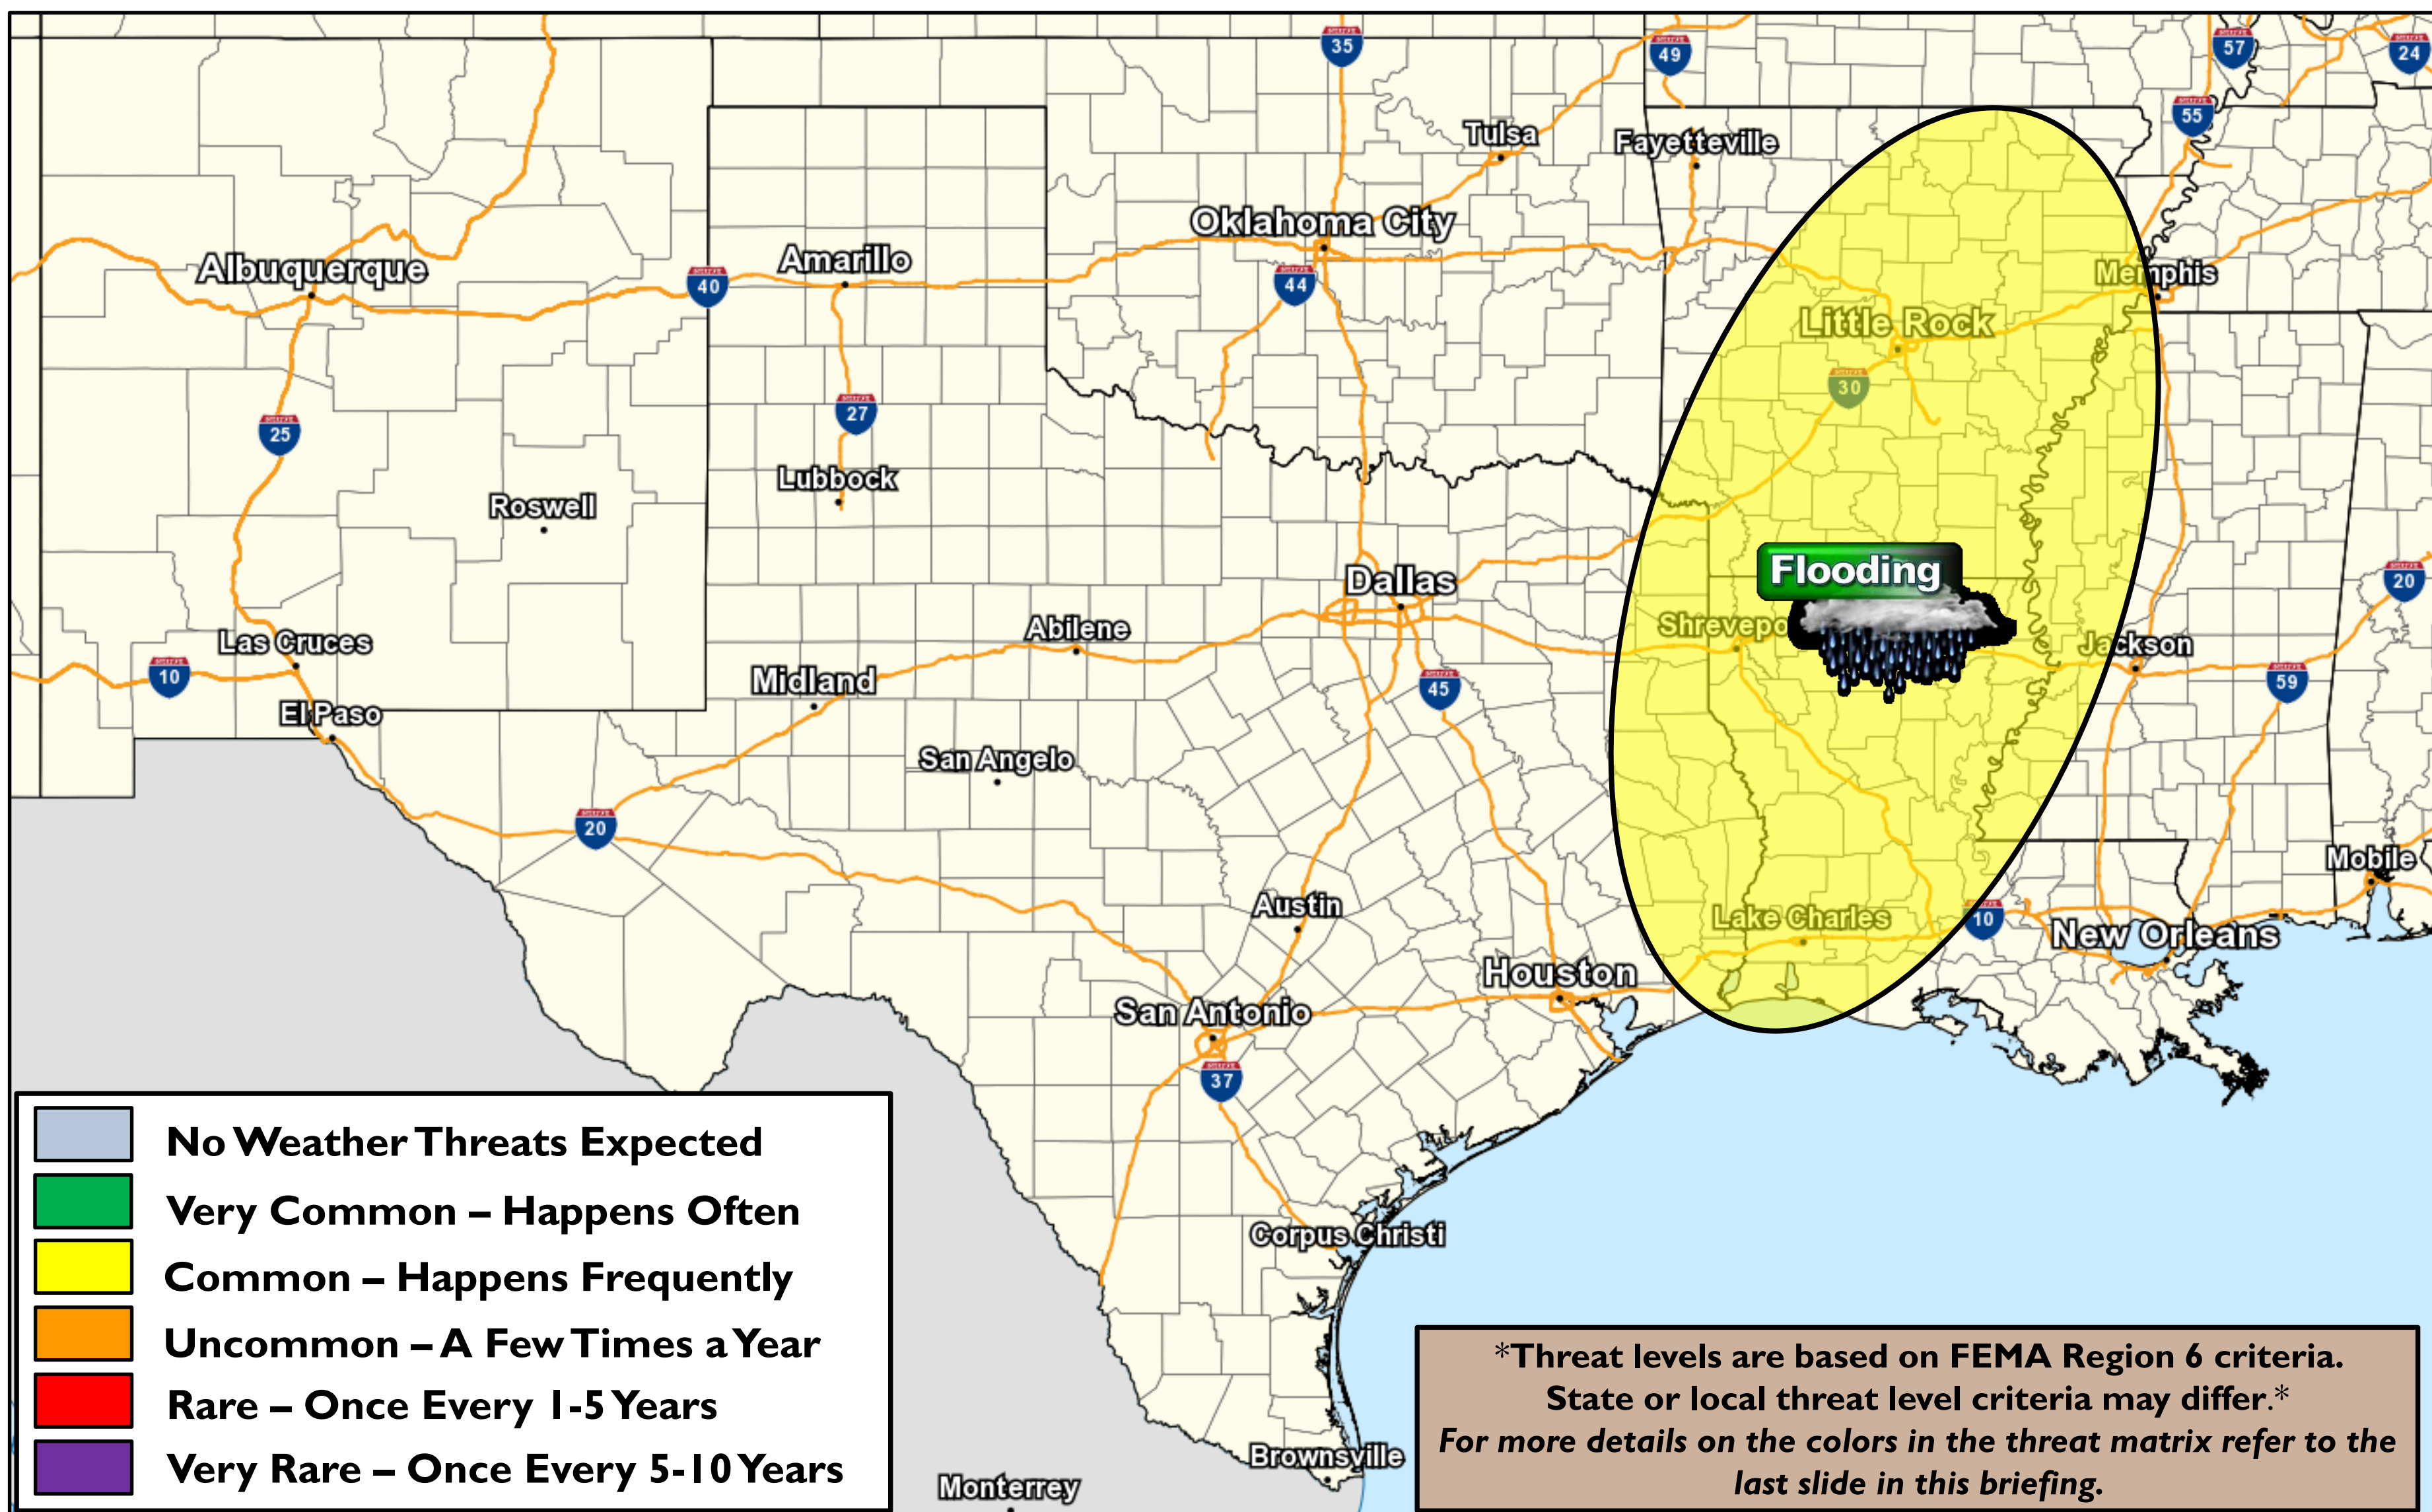 35
49
57
24
55
Tulsa
Fayetteville
Oklahoma City
Albuquerque
Amarillo
40
44
Memphis
Little Rock
30
27
25
Lubbock
Roswell
Flooding
Dallas
20
Abilene
Shrevepo
Las Cruces
Jackson
10
Midland
45
59
El Paso
San Angelo
20
Mobile
Austin
Lake Charles
10
New Orleans
Houston
San Antonio
37
Corpus Christi
Brownsville
Monterrey
No Weather Threats Expected
Very Common – Happens Often
Common – Happens Frequently
Uncommon – A Few Times a Year
Rare – Once Every 1-5 Years
Very Rare – Once Every 5-10 Years
*Threat levels are based on FEMA Region 6 criteria.
State or local threat level criteria may differ.*
For more details on the colors in the threat matrix refer to the
last slide in this briefing.